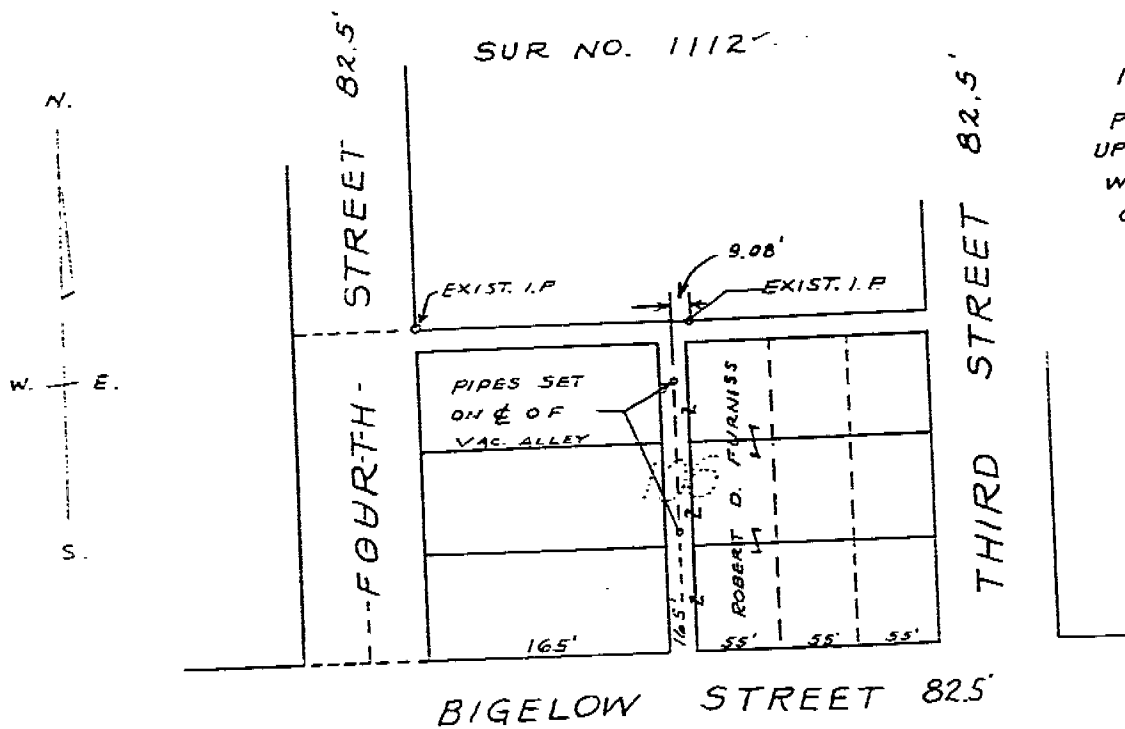 SUR NO. 1112
N.
W. E.
S.
STREET 82.5'
FOURTH
9.08'
EXIST. I.P
EXIST. I.P.
PIPES SET
ON ℄ OF
VAC. ALLEY
ROBERT D. FURNISS
165'
16.5'
55'
55'
55'
THIRD STREET 82.5'
BIGELOW STREET 82.5'
P
UP
W